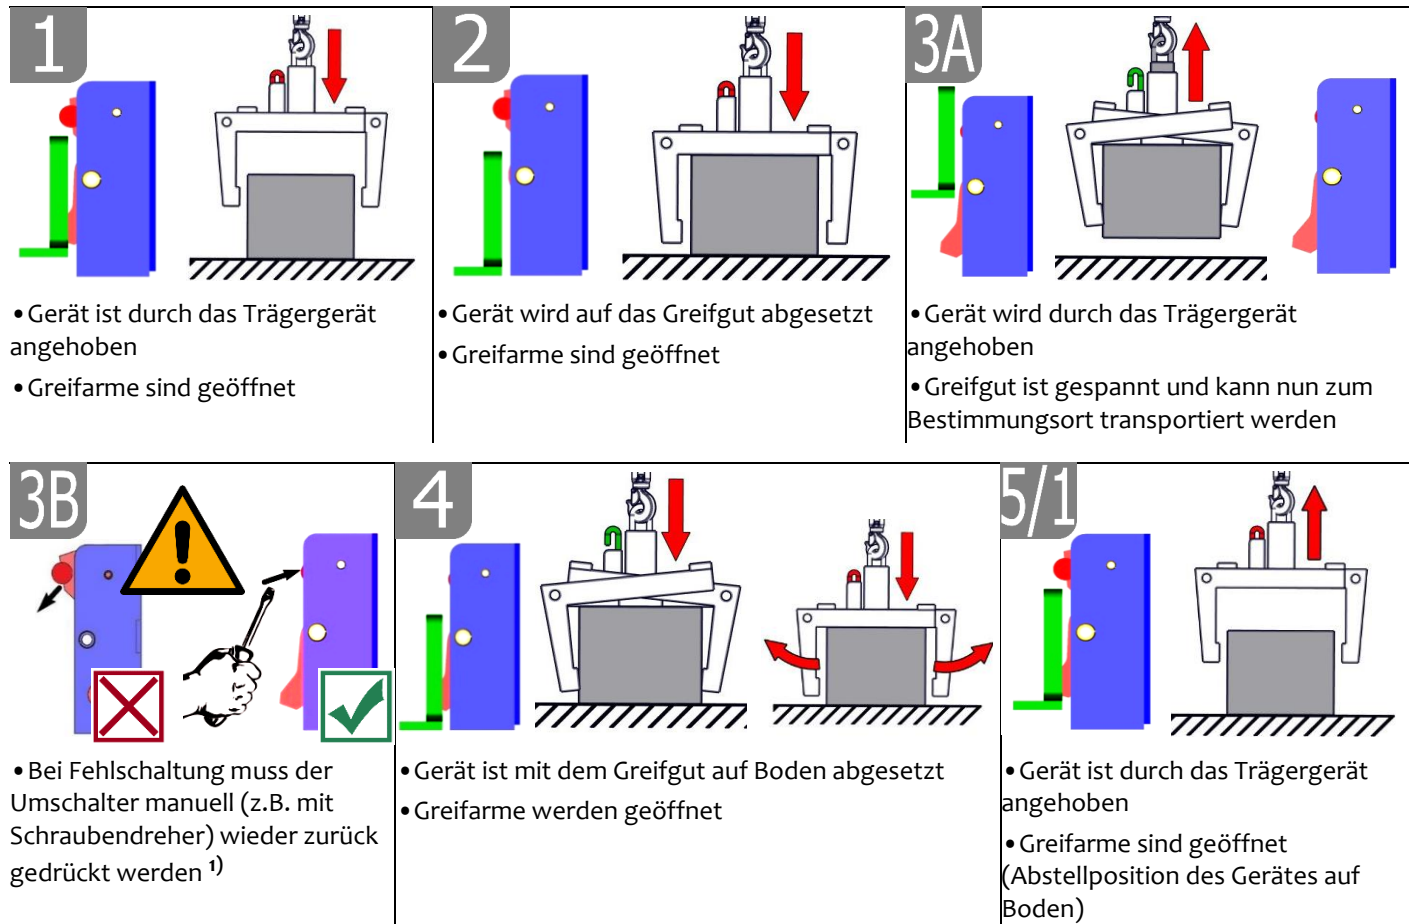 1
• Gerät ist durch das Trägergerät
angehoben
• Greifarme sind geöffnet
2
• Gerät wird auf das Greifgut abgesetzt
• Greifarme sind geöffnet
3A
• Gerät wird durch das Trägergerät
angehoben
• Greifgut ist gespannt und kann nun zum
Bestimmungsort transportiert werden
3B
• Bei Fehlschaltung muss der
Umschalter manuell (z.B. mit
Schraubendreher) wieder zurück
gedrückt werden 1)
4
• Gerät ist mit dem Greifgut auf Boden abgesetzt
• Greifarme werden geöffnet
5/1
• Gerät ist durch das Trägergerät
angehoben
• Greifarme sind geöffnet
(Abstellposition des Gerätes auf
Boden)